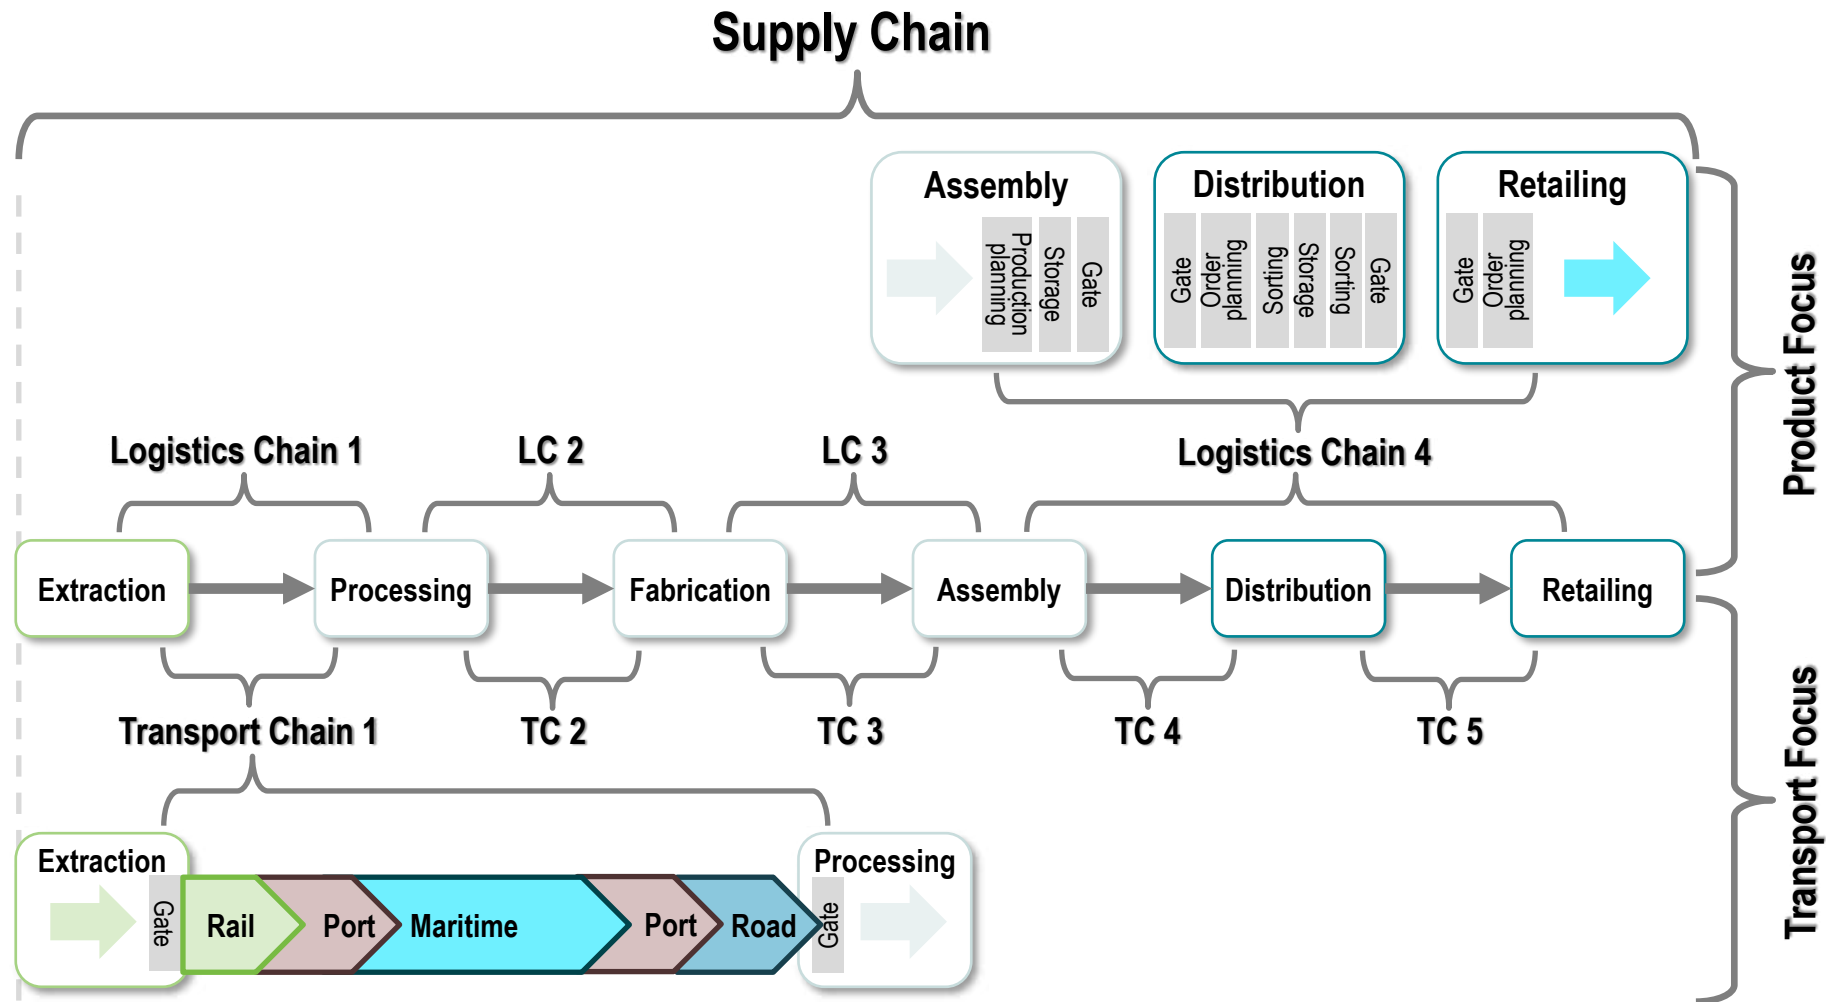 Supply Chain
Assembly
Production
planning
Storage
Gate
Distribution
Gate
Order
planning
Sorting
Storage
Sorting
Gate
Retailing
Gate
Order
planning
Product Focus
Logistics Chain 1
LC 2
LC 3
Logistics Chain 4
Extraction
Processing
Fabrication
Assembly
Distribution
Retailing
Transport Chain 1
TC 2
TC 3
TC 4
TC 5
Transport Focus
Extraction
Gate
Rail
Port
Maritime
Port
Road
Processing
Gate